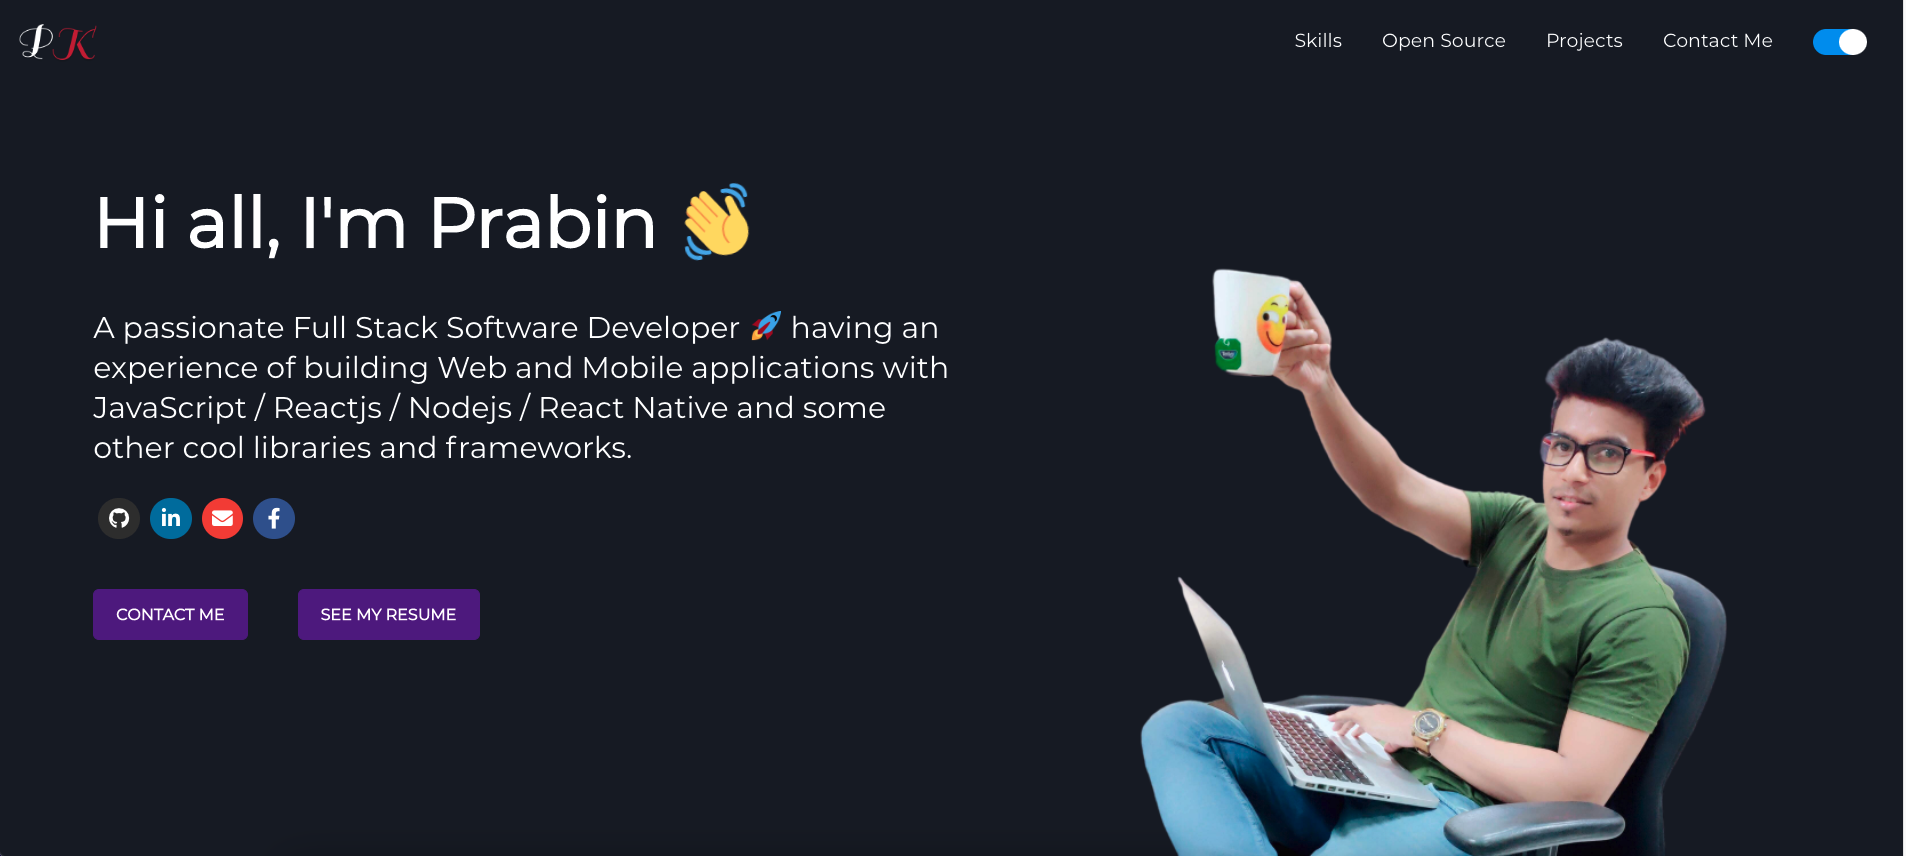 PK
Skills Open Source Projects Contact Me
Hi all, I'm Prabin 👋
A passionate Full Stack Software Developer 🚀 having an
experience of building Web and Mobile applications with
JavaScript / Reactjs / Nodejs / React Native and some
other cool libraries and frameworks.
in f
CONTACT ME SEE MY RESUME